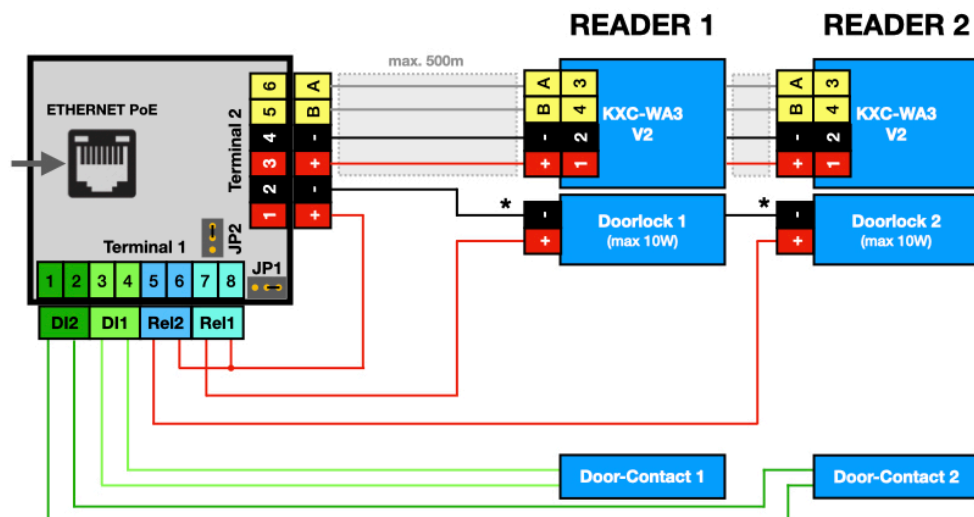 READER 1
READER 2
max. 500m
ETHERNET PoE
Terminal 2
6 A
5 B
4 -
3 +
2 -
1 +
A 3
B 4
- 2
+ 1
KXC-WA3
V2
A 3
B 4
- 2
+ 1
KXC-WA3
V2
* -
+
Doorlock 1
(max 10W)
* -
+
Doorlock 2
(max 10W)
JP2
Terminal 1
JP1
1 2 3 4 5 6 7 8
DI2 DI1 Rel2 Rel1
Door-Contact 1
Door-Contact 2